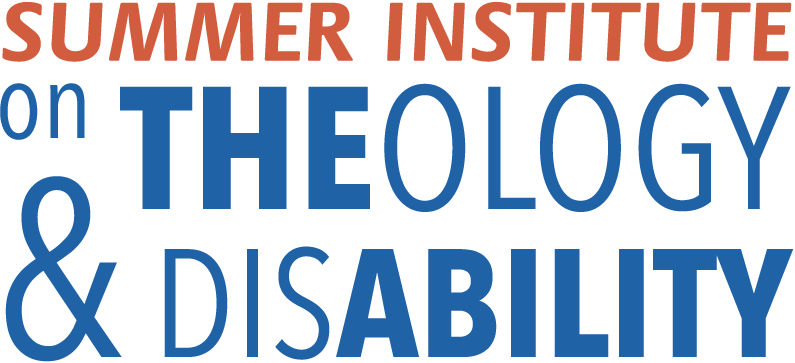 SUMMER INSTITUTE
on THEOLOGY
& DISABILITY